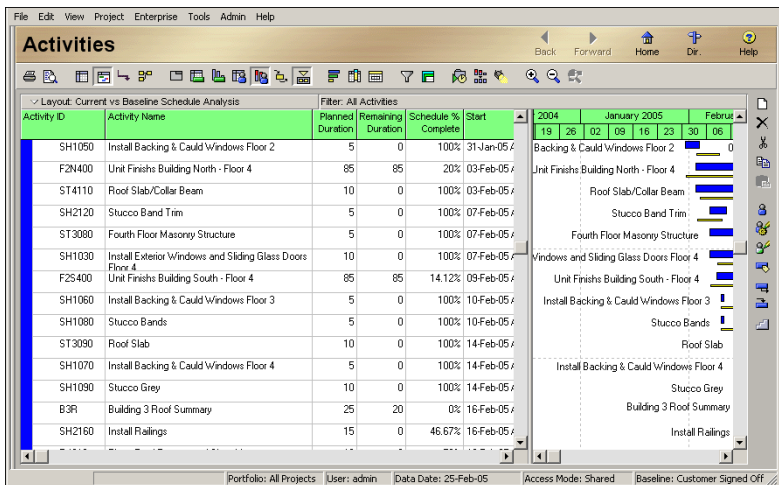 File Edit View Project Enterprise Tools Admin Help
Activities
Back Forward Home Dir. Help
Layout: Current vs Baseline Schedule Analysis Filter: All Activities
Activity ID Activity Name Planned Duration Remaining Duration Schedule % Complete Start
2004 January 2005 Februa
19 26 02 09 16 23 30 06
SH1050 Install Backing & Cauld Windows Floor 2 5 0 100% 31-Jan-05 A Backing & Cauld Windows Floor 2 0
F2N400 Unit Finishs Building North - Floor 4 85 85 20% 03-Feb-05 A Unit Finishs Building North - Floor 4
ST4110 Roof Slab/Collar Beam 10 0 100% 03-Feb-05 A Roof Slab/Collar Beam
SH2120 Stucco Band Trim 5 0 100% 07-Feb-05 A Stucco Band Trim
ST3080 Fourth Floor Masonry Structure 5 0 100% 07-Feb-05 A Fourth Floor Masonry Structure
SH1030 Install Exterior Windows and Sliding Glass Doors Floor 4 10 0 100% 07-Feb-05 A Windows and Sliding Glass Doors Floor 4
F2S400 Unit Finishs Building South - Floor 4 85 85 14.12% 09-Feb-05 A Unit Finishs Building South - Floor 4
SH1060 Install Backing & Cauld Windows Floor 3 5 0 100% 10-Feb-05 A Install Backing & Cauld Windows Floor 3
SH1080 Stucco Bands 5 0 100% 10-Feb-05 A Stucco Bands
ST3090 Roof Slab 10 0 100% 14-Feb-05 A Roof Slab
SH1070 Install Backing & Cauld Windows Floor 4 5 0 100% 14-Feb-05 A Install Backing & Cauld Windows Floor 4
SH1090 Stucco Grey 10 0 100% 14-Feb-05 A Stucco Grey
B3R Building 3 Roof Summary 25 20 0% 16-Feb-05 A Building 3 Roof Summary
SH2160 Install Railings 15 0 46.67% 16-Feb-05 A Install Railings
Portfolio: All Projects User: admin Data Date: 25-Feb-05 Access Mode: Shared Baseline: Customer Signed Off